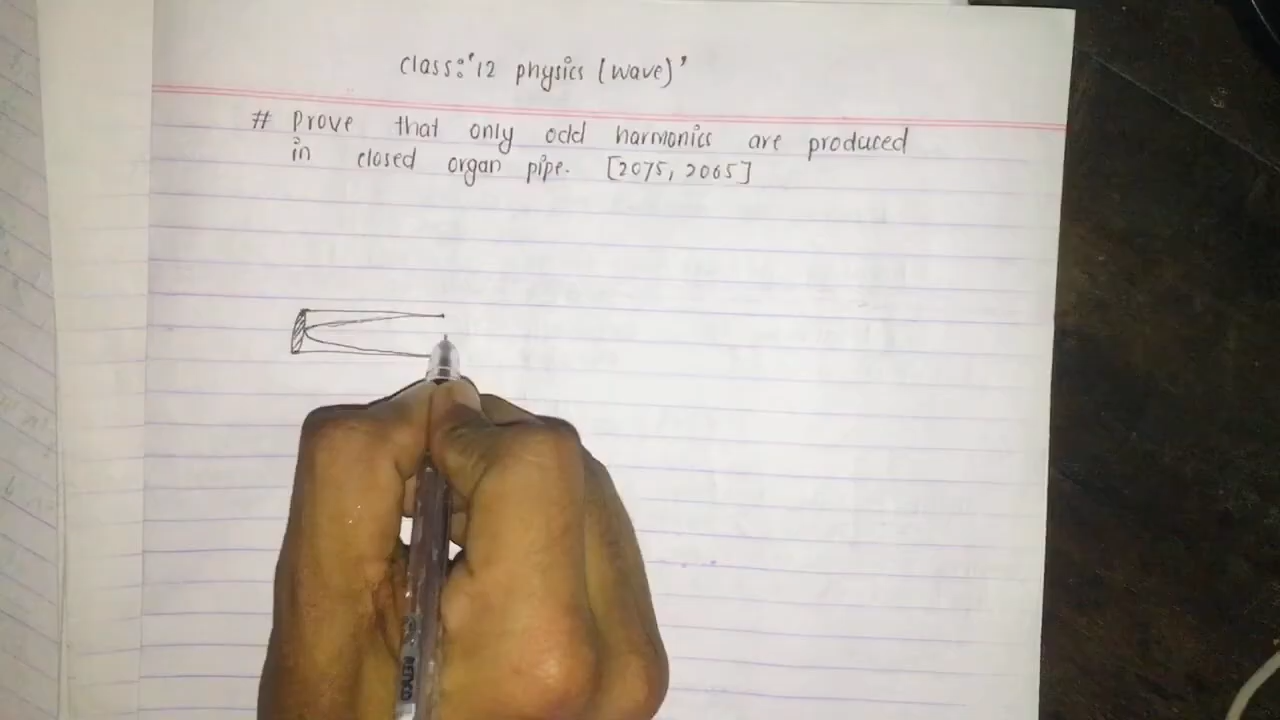 class:'12 physics (wave)'
# Prove that only odd harmonics are produced
in closed organ pipe. [2075, 2065]